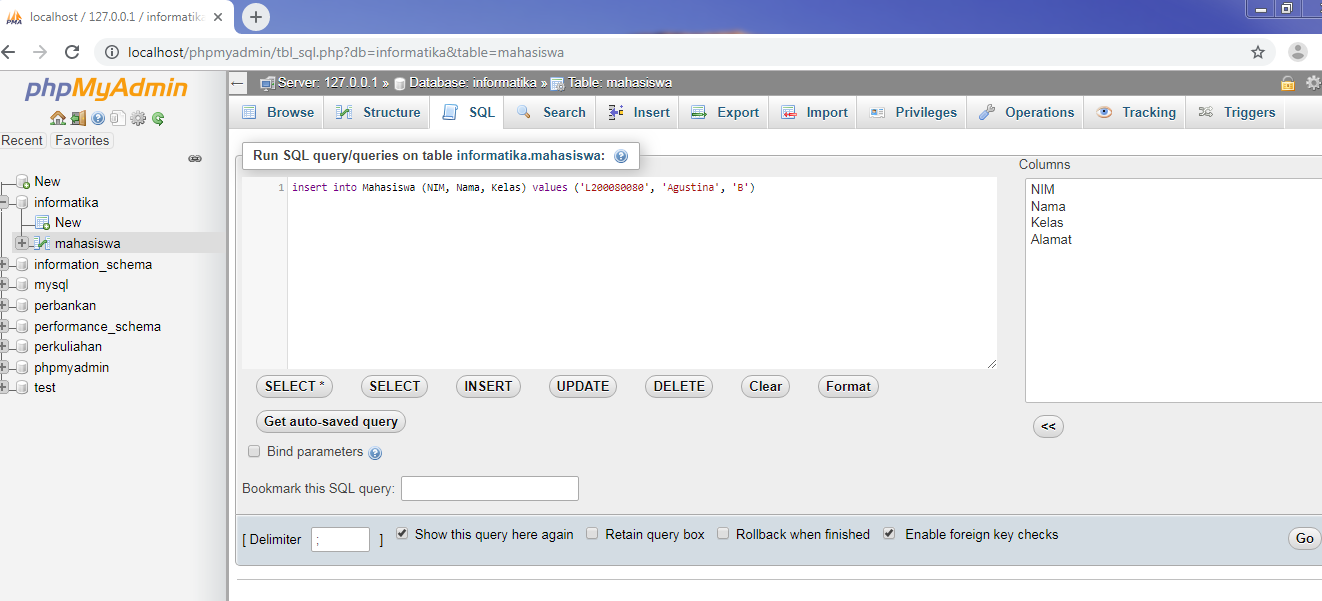 localhost / 127.0.0.1 / informatika
localhost/phpmyadmin/tbl_sql.php?db=informatika&table=mahasiswa
phpMyAdmin
Recent Favorites
New
informatika
New
mahasiswa
information_schema
mysql
perbankan
performance_schema
perkuliahan
phpmyadmin
test
Server: 127.0.0.1 » Database: informatika » Table: mahasiswa
Browse Structure SQL Search Insert Export Import Privileges Operations Tracking Triggers
Run SQL query/queries on table informatika.mahasiswa:
1 insert into Mahasiswa (NIM, Nama, Kelas) values ('L200080080', 'Agustina', 'B')
Columns
NIM
Nama
Kelas
Alamat
SELECT * SELECT INSERT UPDATE DELETE Clear Format
<<
Get auto-saved query
Bind parameters
Bookmark this SQL query:
[ Delimiter ; ] Show this query here again Retain query box Rollback when finished Enable foreign key checks Go